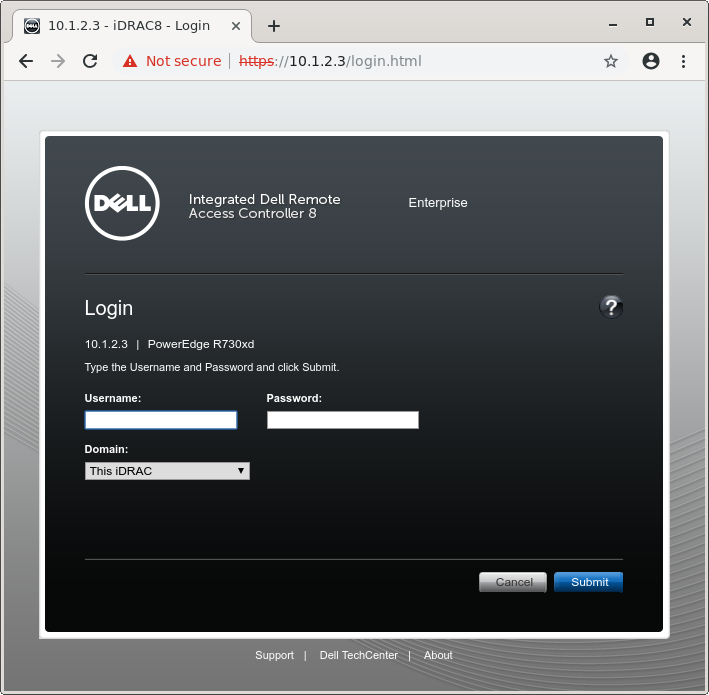 10.1.2.3 - iDRAC8 - Login
Not secure | https://10.1.2.3/login.html
DELL
Integrated Dell Remote
Access Controller 8
Enterprise
Login
?
10.1.2.3 | PowerEdge R730xd
Type the Username and Password and click Submit.
Username: Password:
Domain:
This iDRAC
Cancel Submit
Support | Dell TechCenter | About